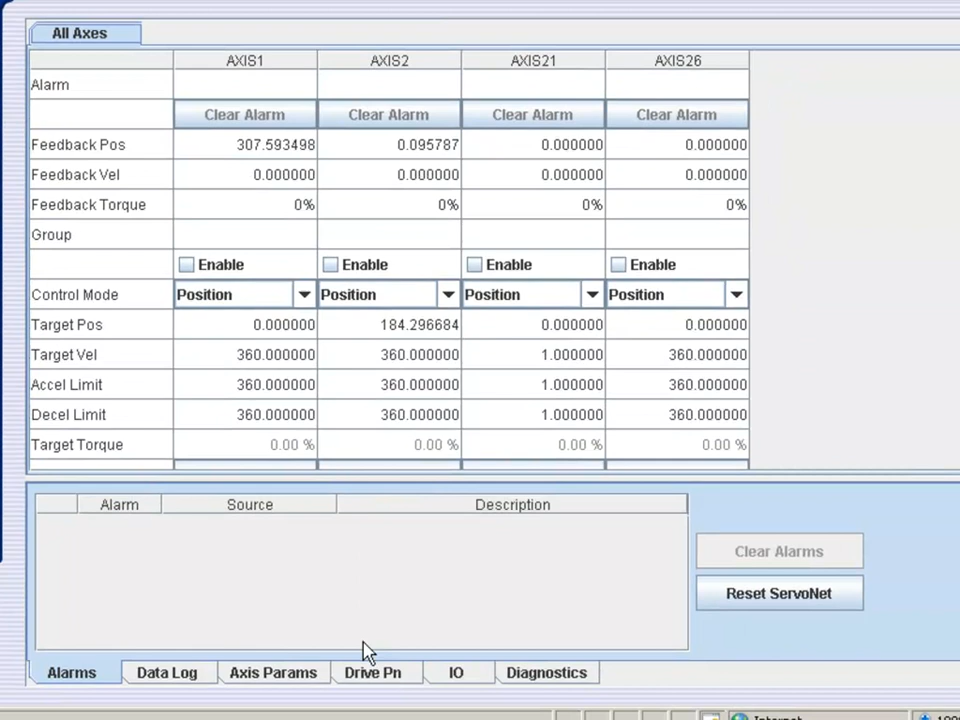 All Axes
AXIS1 AXIS2 AXIS21 AXIS26
Alarm
Clear Alarm Clear Alarm Clear Alarm Clear Alarm
Feedback Pos 307.593498 0.095787 0.000000 0.000000
Feedback Vel 0.000000 0.000000 0.000000 0.000000
Feedback Torque 0% 0% 0% 0%
Group
Enable Enable Enable Enable
Control Mode Position Position Position Position
Target Pos 0.000000 184.296684 0.000000 0.000000
Target Vel 360.000000 360.000000 1.000000 360.000000
Accel Limit 360.000000 360.000000 1.000000 360.000000
Decel Limit 360.000000 360.000000 1.000000 360.000000
Target Torque 0.00 % 0.00 % 0.00 % 0.00 %
Alarm Source Description
Clear Alarms
Reset ServoNet
Alarms Data Log Axis Params Drive Pn IO Diagnostics
Internet